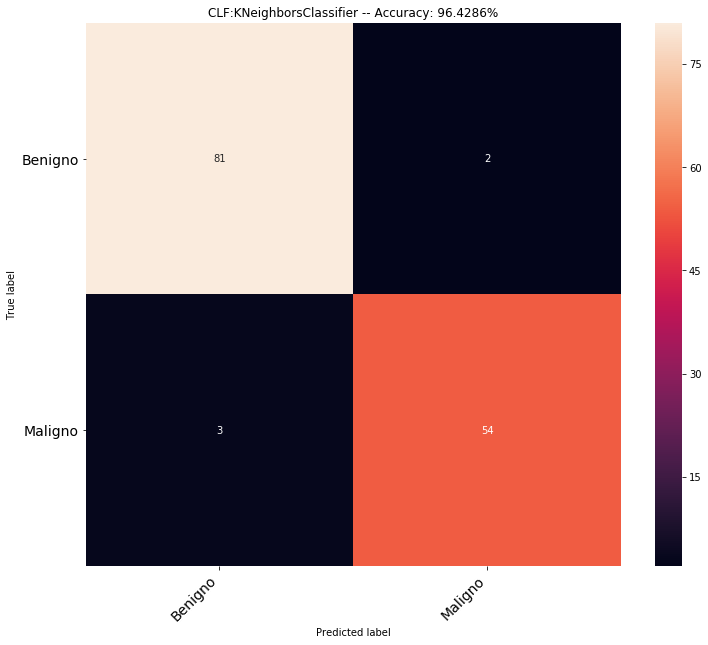 CLF:KNeighborsClassifier -- Accuracy: 96.4286%
Benigno
81
2
75
60
45
30
15
True label
Maligno
3
54
Benigno
Maligno
Predicted label